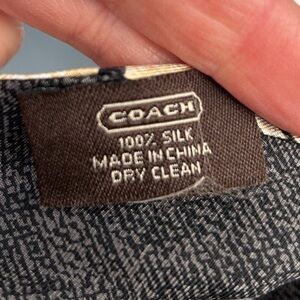 COACH
100% SILK
MADE IN CHINA
DRY CLEAN